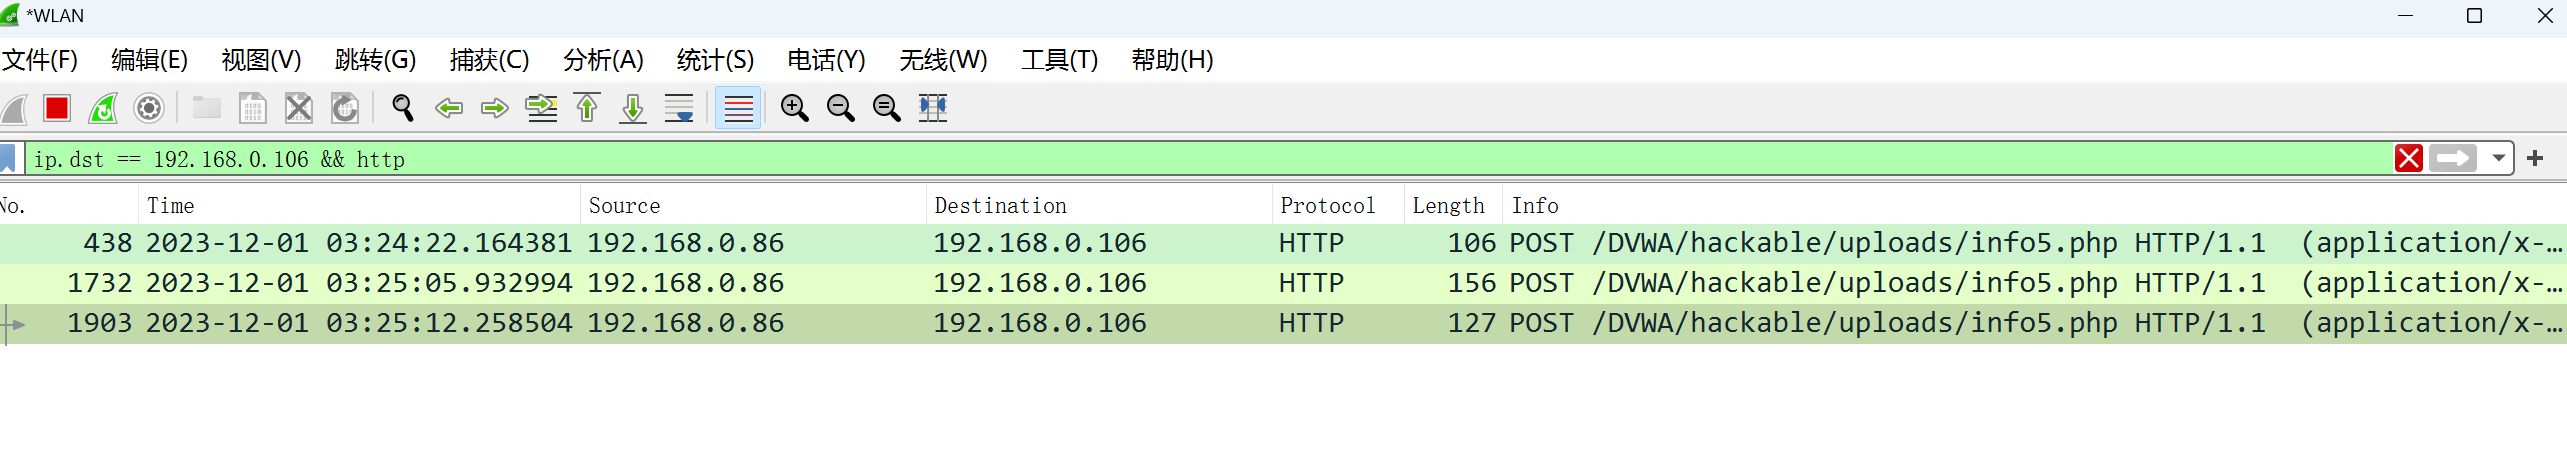 *WLAN
文件(F) 编辑(E) 视图(V) 跳转(G) 捕获(C) 分析(A) 统计(S) 电话(Y) 无线(W) 工具(T) 帮助(H)
ip.dst == 192.168.0.106 && http
No. Time Source Destination Protocol Length Info
438 2023-12-01 03:24:22.164381 192.168.0.86 192.168.0.106 HTTP 106 POST /DVWA/hackable/uploads/info5.php HTTP/1.1 (application/x-…
1732 2023-12-01 03:25:05.932994 192.168.0.86 192.168.0.106 HTTP 156 POST /DVWA/hackable/uploads/info5.php HTTP/1.1 (application/x-…
1903 2023-12-01 03:25:12.258504 192.168.0.86 192.168.0.106 HTTP 127 POST /DVWA/hackable/uploads/info5.php HTTP/1.1 (application/x-…